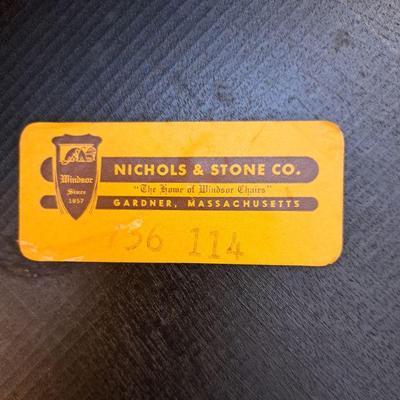 Windsor
Since
1857
NICHOLS & STONE CO.
"The Home of Windsor Chairs"
GARDNER, MASSACHUSETTS
56 114